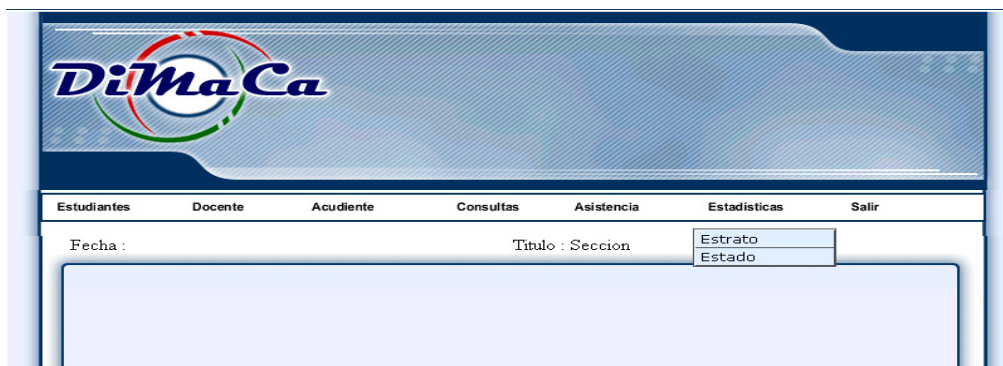 DiMaCa
Estudiantes Docente Acudiente Consultas Asistencia Estadísticas Salir
Fecha : Titulo : Seccion
Estrato
Estado